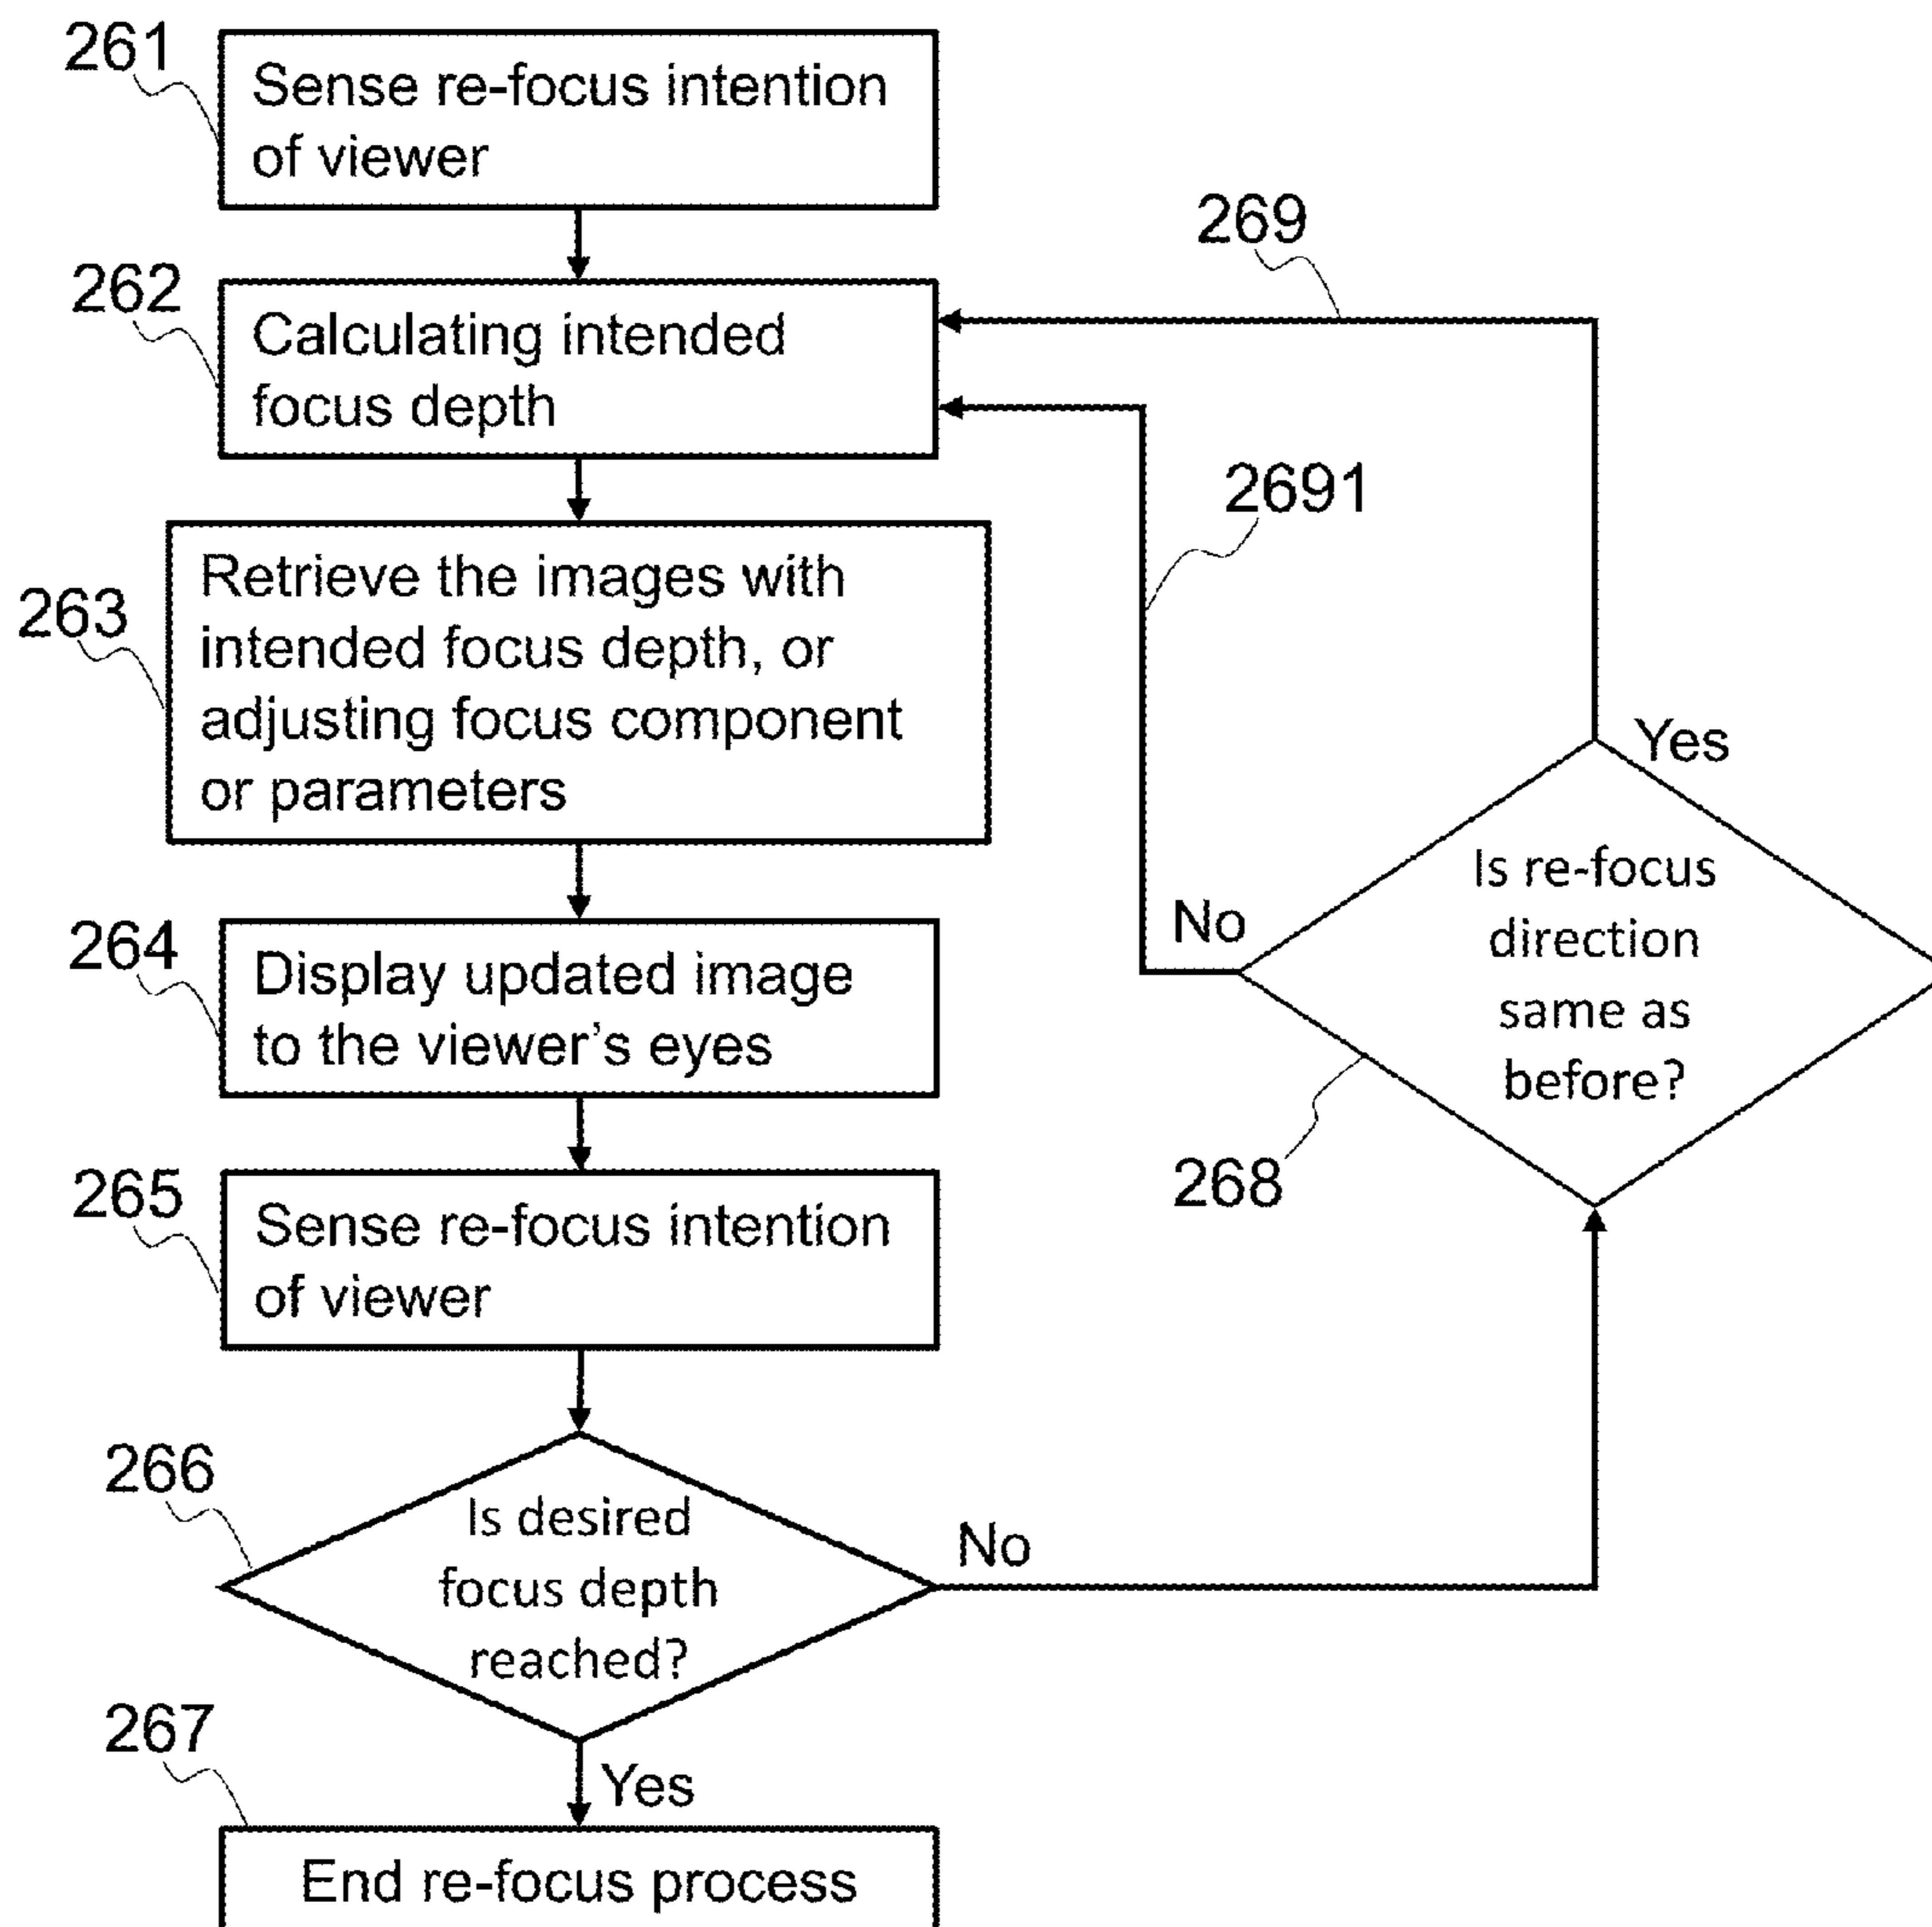 261
Sense re-focus intention
of viewer
262
Calculating intended
focus depth
269
2691
263
Retrieve the images with
intended focus depth, or
adjusting focus component
or parameters
Yes
Is re-focus
direction
same as
before?
No
268
264
Display updated image
to the viewer's eyes
265
Sense re-focus intention
of viewer
266
Is desired
focus depth
reached?
No
Yes
267
End re-focus process